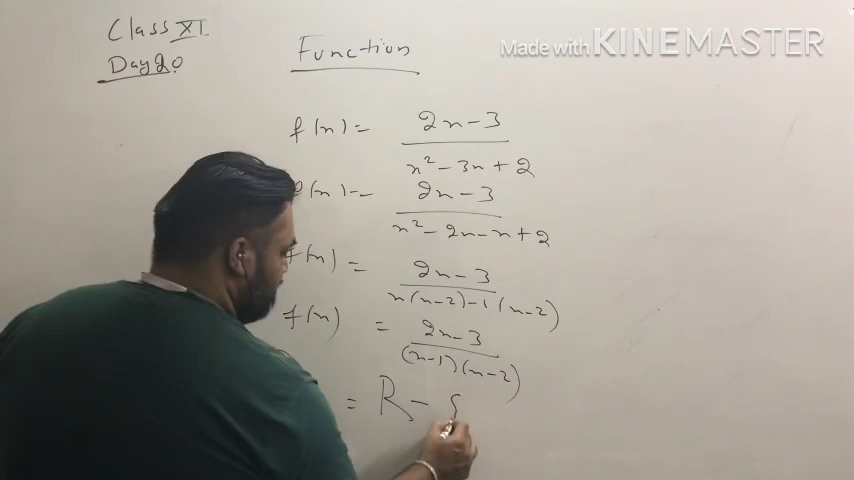 Class XI.
Day 20
Function
Made with KINEMASTER
f(x) = 2x-3 / x² - 3x + 2
f(x) = 2x-3 / x² - 2x - x + 2
f(x) = 2x-3 / x(x-2)-1(x-2)
f(x) = 2x-3 / (x-1)(x-2)
= R - {